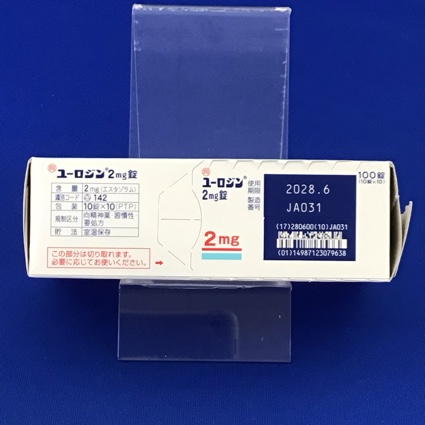 ユーロジン®2mg錠
含 量 2mg(エスタゾラム)
識別コード 142
包 装 10錠×10(PTP)
規制区分 向精神薬 習慣性
要処方
貯 法 室温保存
この部分は切り取れます。
必要に応じてお使いください。→
ユーロジン®
2mg錠
2mg
使用
期限
2028.6
製造
番号
JA031
(17)280600(10)JA031
(01)14987123079638
100錠
(10錠×10)